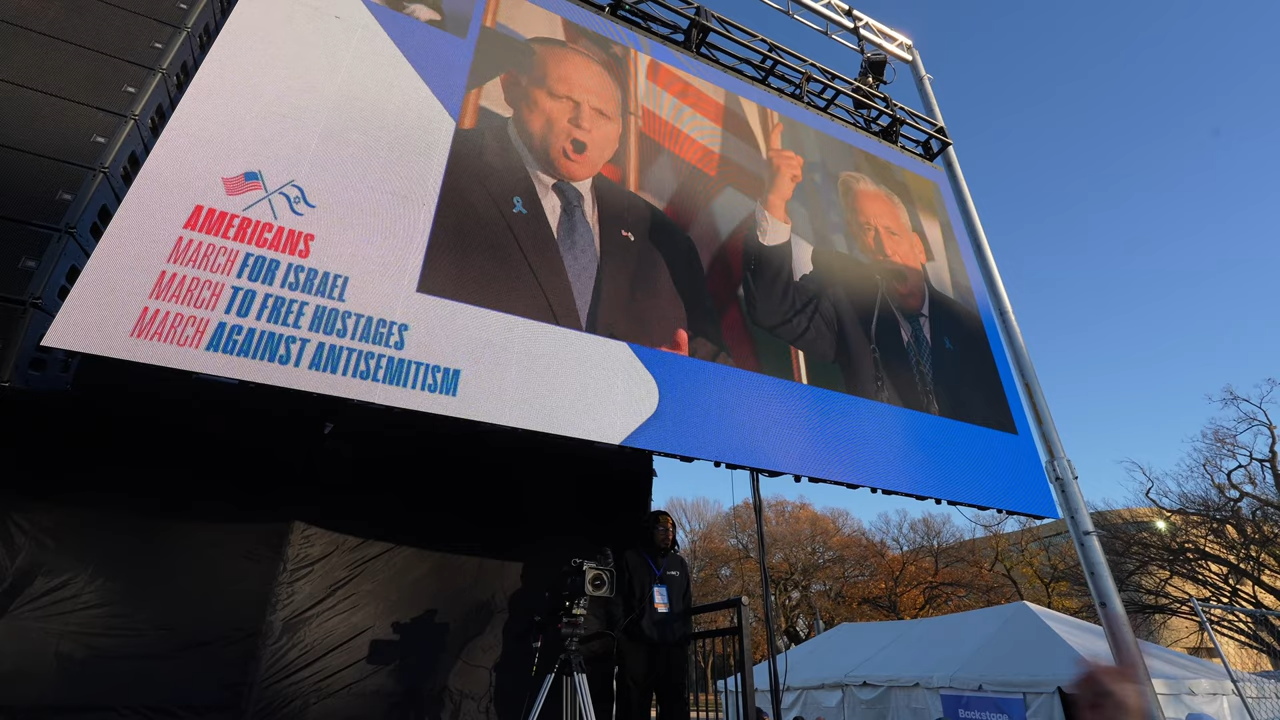 AMERICANS
MARCH FOR ISRAEL
MARCH TO FREE HOSTAGES
MARCH AGAINST ANTISEMITISM
Backstage